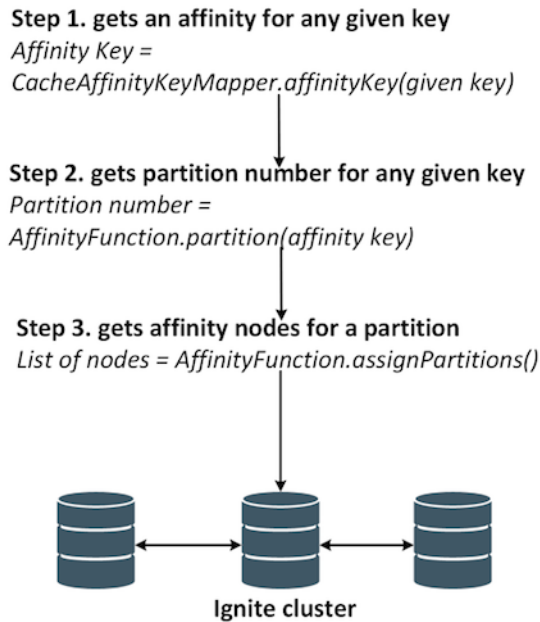 Step 1. gets an affinity for any given key
Affinity Key =
CacheAffinityKeyMapper.affinityKey(given key)
Step 2. gets partition number for any given key
Partition number =
AffinityFunction.partition(affinity key)
Step 3. gets affinity nodes for a partition
List of nodes = AffinityFunction.assignPartitions()
Ignite cluster